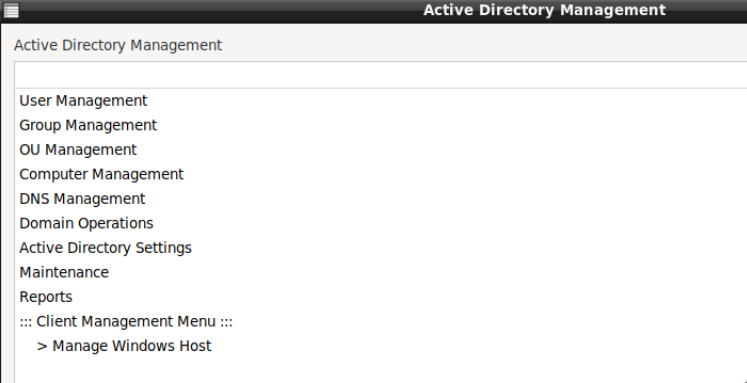 Active Directory Management
Active Directory Management
User Management
Group Management
OU Management
Computer Management
DNS Management
Domain Operations
Active Directory Settings
Maintenance
Reports
::: Client Management Menu :::
> Manage Windows Host